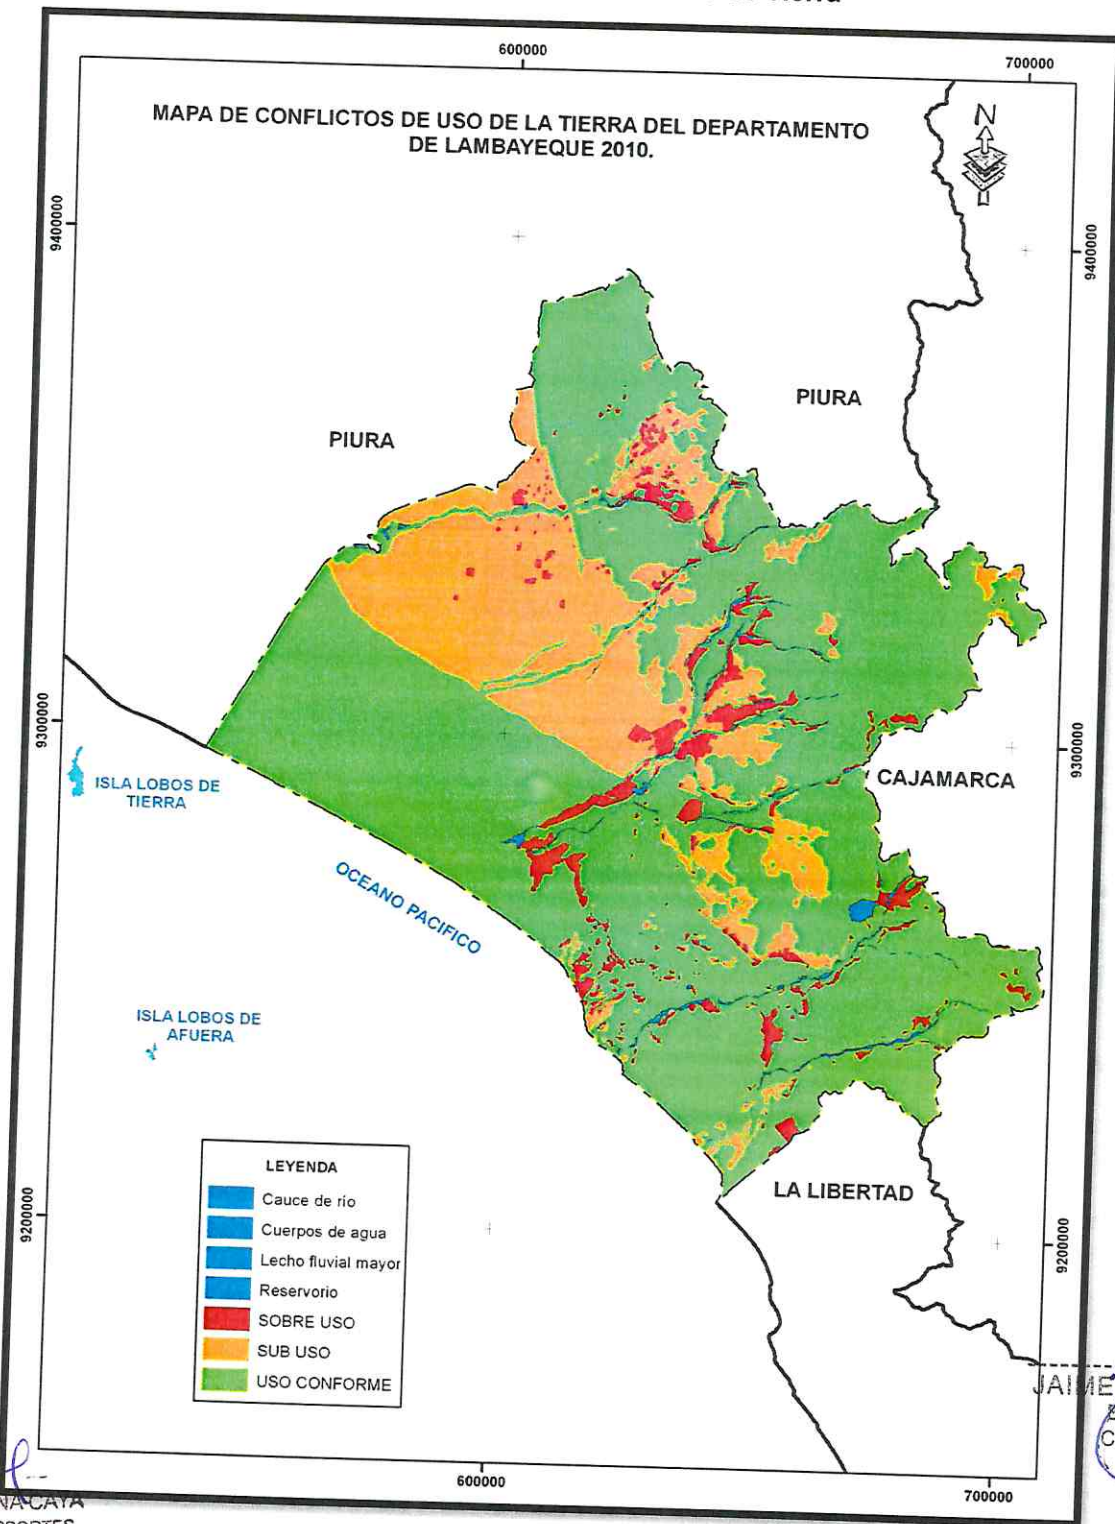 600000
700000
MAPA DE CONFLICTOS DE USO DE LA TIERRA DEL DEPARTAMENTO
DE LAMBAYEQUE 2010.
N
9400000
9400000
PIURA
PIURA
9300000
9300000
ISLA LOBOS DE
TIERRA
CAJAMARCA
OCEANO PACIFICO
ISLA LOBOS DE
AFUERA
LEYENDA
Cauce de río
Cuerpos de agua
Lecho fluvial mayor
Reservorio
SOBRE USO
SUB USO
USO CONFORME
LA LIBERTAD
9200000
9200000
JAIME
600000
700000